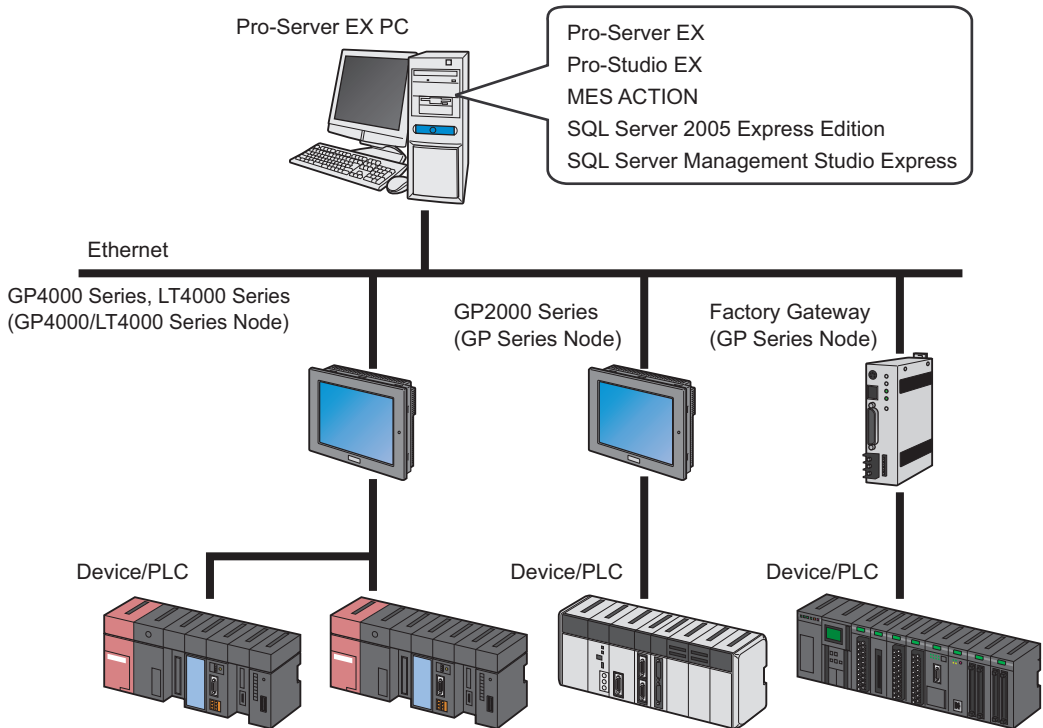 Pro-Server EX PC
Pro-Server EX
Pro-Studio EX
MES ACTION
SQL Server 2005 Express Edition
SQL Server Management Studio Express
Ethernet
GP4000 Series, LT4000 Series
(GP4000/LT4000 Series Node)
GP2000 Series
(GP Series Node)
Factory Gateway
(GP Series Node)
Device/PLC
Device/PLC
Device/PLC